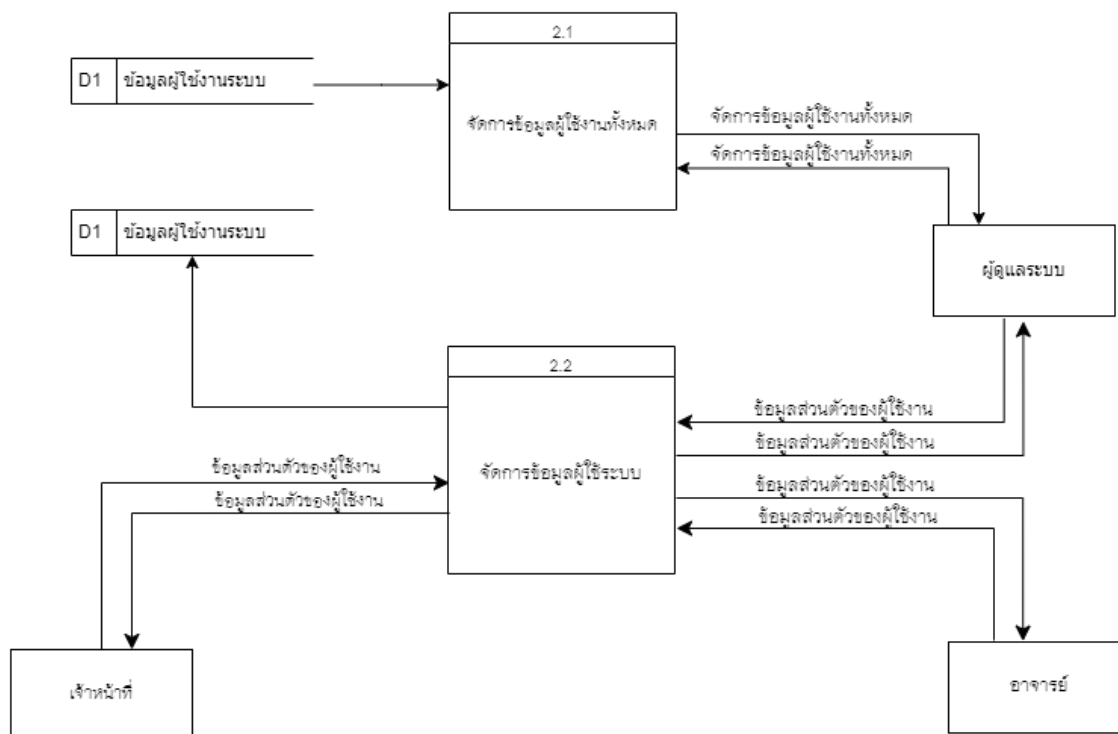 2.1
D1 ข้อมูลผู้ใช้งานระบบ
จัดการข้อมูลผู้ใช้งานทั้งหมด
จัดการข้อมูลผู้ใช้งานทั้งหมด
จัดการข้อมูลผู้ใช้งานทั้งหมด
D1 ข้อมูลผู้ใช้งานระบบ
ผู้ดูแลระบบ
2.2
ข้อมูลส่วนตัวของผู้ใช้งาน
ข้อมูลส่วนตัวของผู้ใช้งาน
ข้อมูลส่วนตัวของผู้ใช้งาน
จัดการข้อมูลผู้ใช้ระบบ
ข้อมูลส่วนตัวของผู้ใช้งาน
ข้อมูลส่วนตัวของผู้ใช้งาน
ข้อมูลส่วนตัวของผู้ใช้งาน
เจ้าหน้าที่
อาจารย์